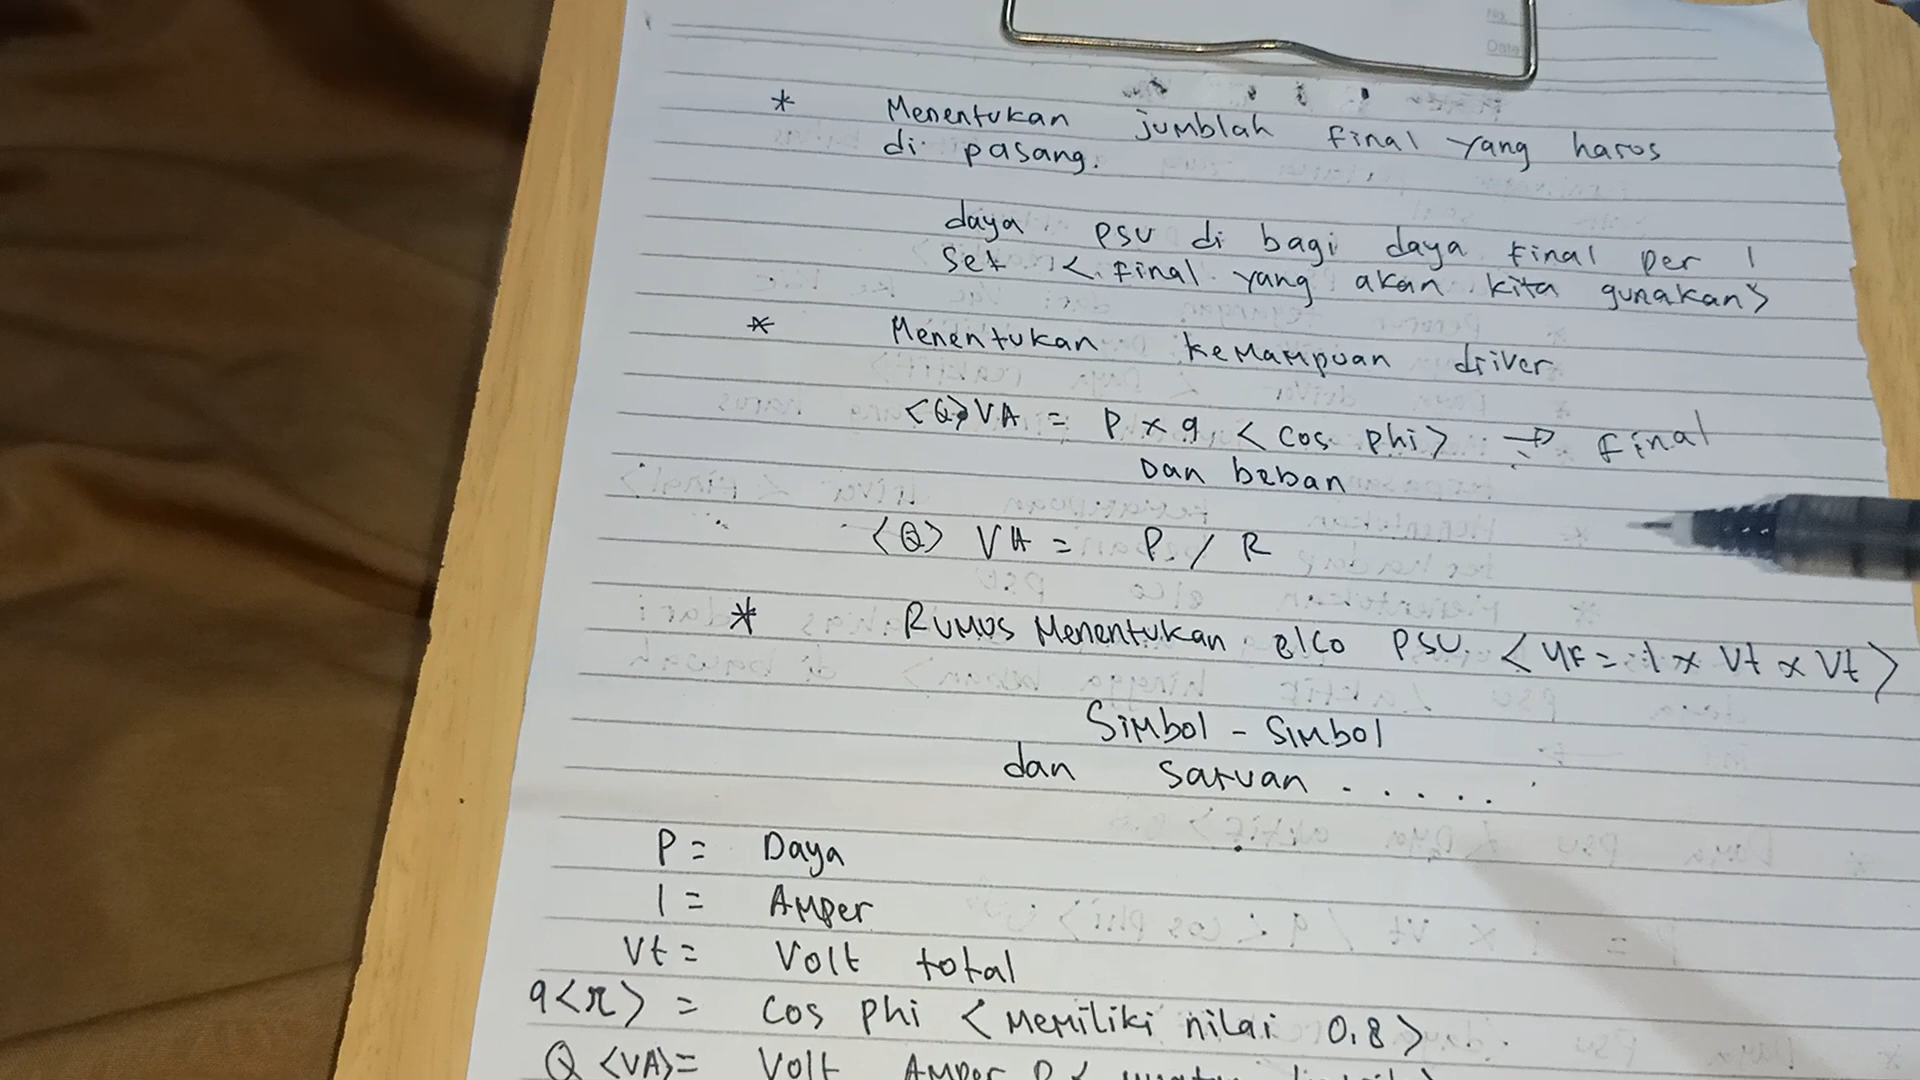 No
Date
* Menentukan jumblah final yang harus
di pasang.
daya PSU di bagi daya final per 1
set < final yang akan kita gunakan >
* Menentukan kemampuan driver
<Q> VA = P x q < cos phi > → final
Dan beban
<Q> VA = P / R
* Rumus Menentukan elco PSU < UF = I x Vt x Vt >
Simbol - Simbol
dan satuan . . . . .
P = Daya
I = Amper
Vt = Volt total
q <π> = cos phi < memiliki nilai 0,8 > .
Q <VA> = Volt Amper